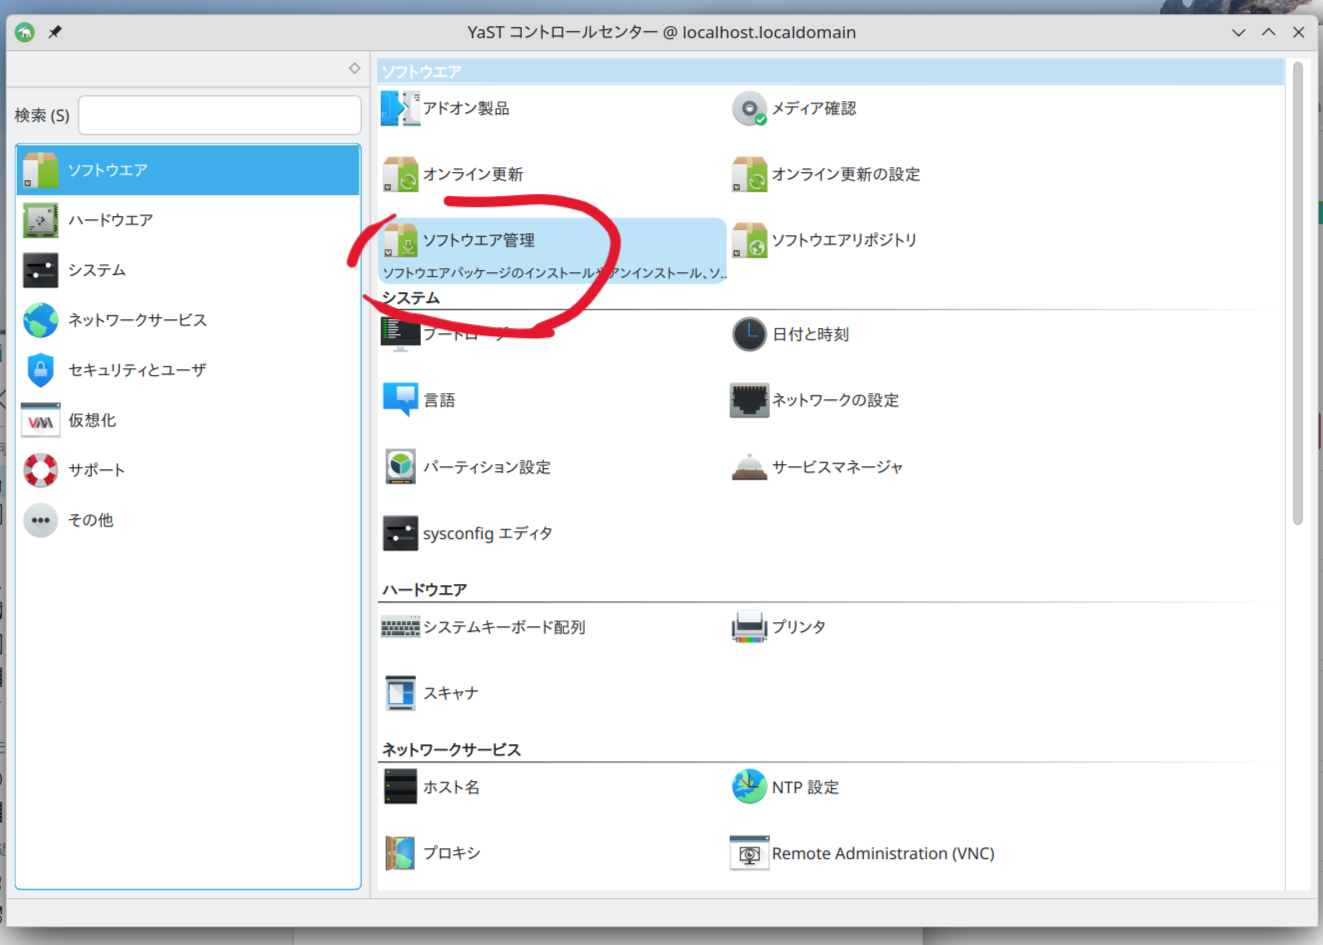 YaST コントロールセンター @ localhost.localdomain
検索 (S)
ソフトウエア
ハードウエア
システム
ネットワークサービス
セキュリティとユーザ
仮想化
サポート
その他
ソフトウエア
アドオン製品
メディア確認
オンライン更新
オンライン更新の設定
ソフトウエア管理
ソフトウエアパッケージのインストールやアンインストール、ソ...
ソフトウエアリポジトリ
システム
ブートローダ
日付と時刻
言語
ネットワークの設定
パーティション設定
サービスマネージャ
sysconfig エディタ
ハードウエア
システムキーボード配列
プリンタ
スキャナ
ネットワークサービス
ホスト名
NTP 設定
プロキシ
Remote Administration (VNC)